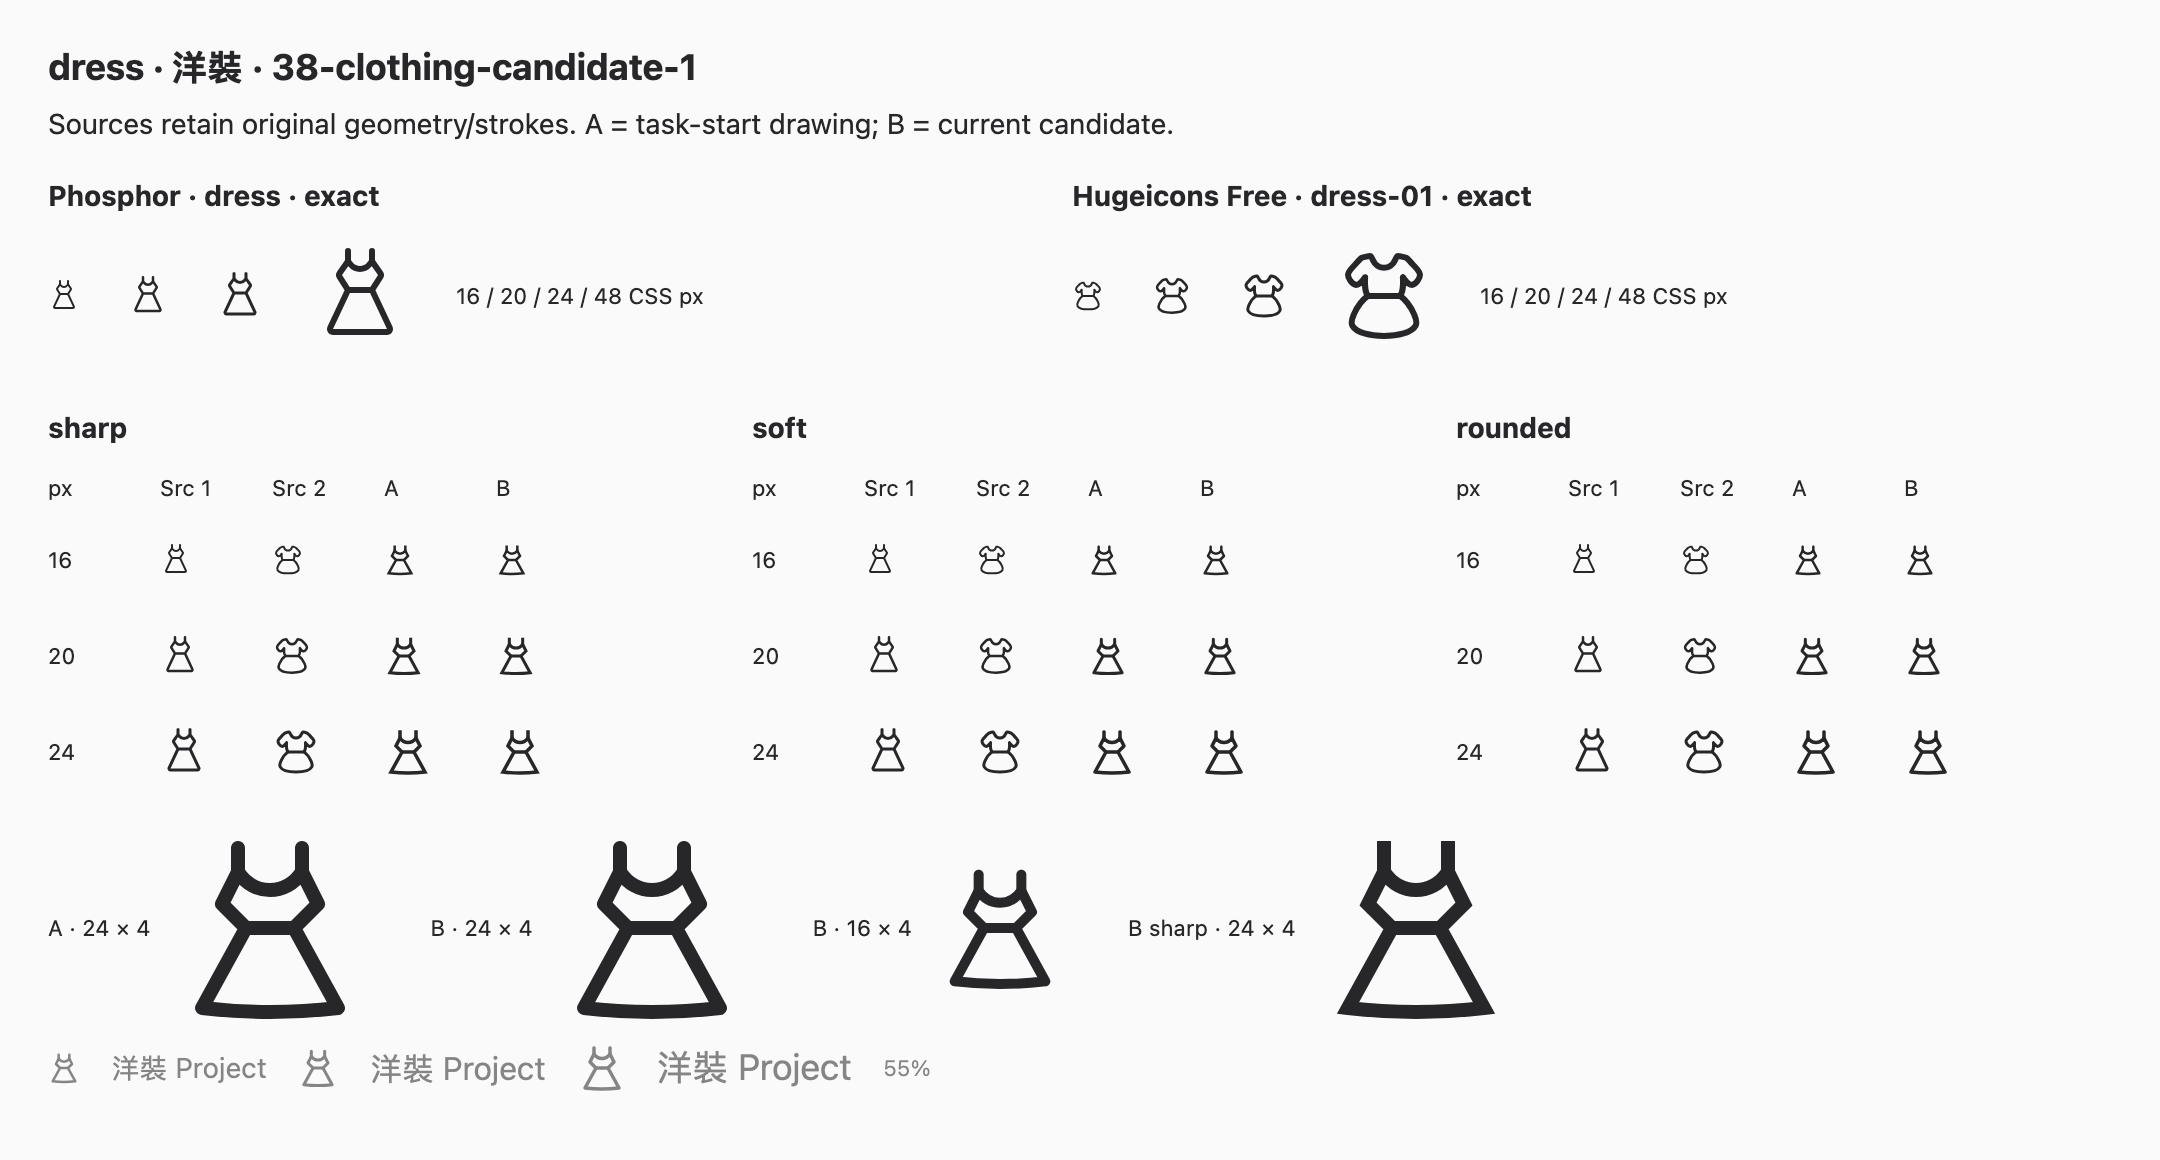 dress · 洋裝 · 38-clothing-candidate-1
Sources retain original geometry/strokes. A = task-start drawing; B = current candidate.
Phosphor · dress · exact
Hugeicons Free · dress-01 · exact
16 / 20 / 24 / 48 CSS px
16 / 20 / 24 / 48 CSS px
sharp
soft
rounded
px Src 1 Src 2 A B
px Src 1 Src 2 A B
px Src 1 Src 2 A B
16
16
16
20
20
20
24
24
24
A · 24 × 4
B · 24 × 4
B · 16 × 4
B sharp · 24 × 4
洋裝 Project
洋裝 Project
洋裝 Project
55%